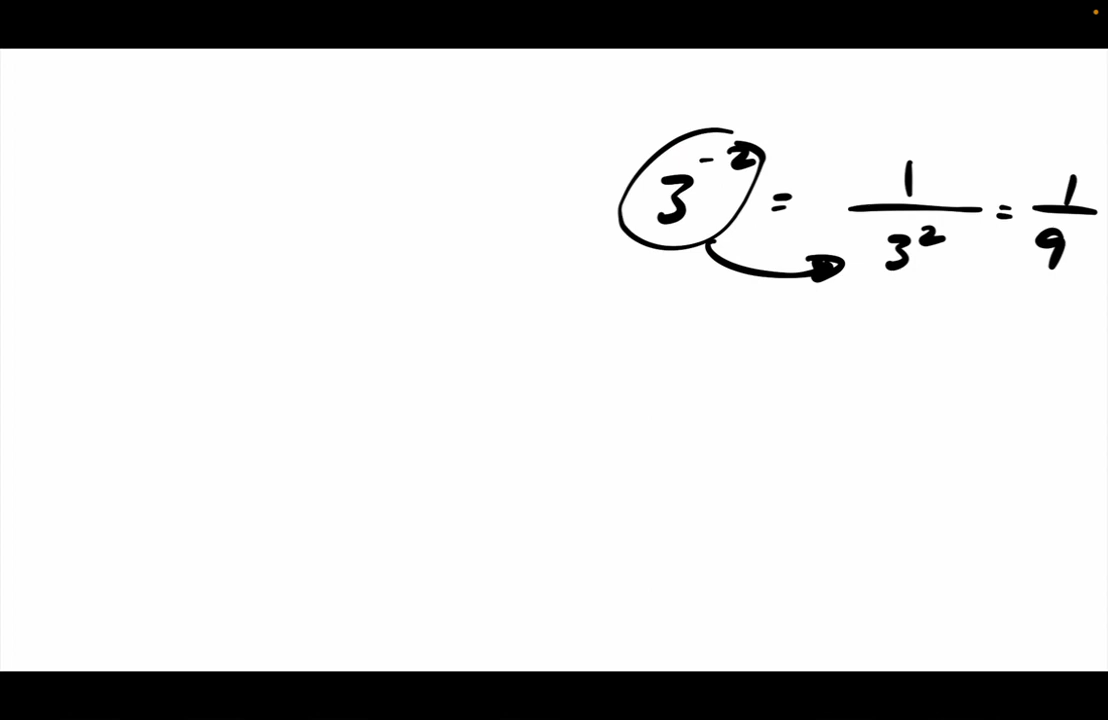 3⁻² = 1/3² = 1/9